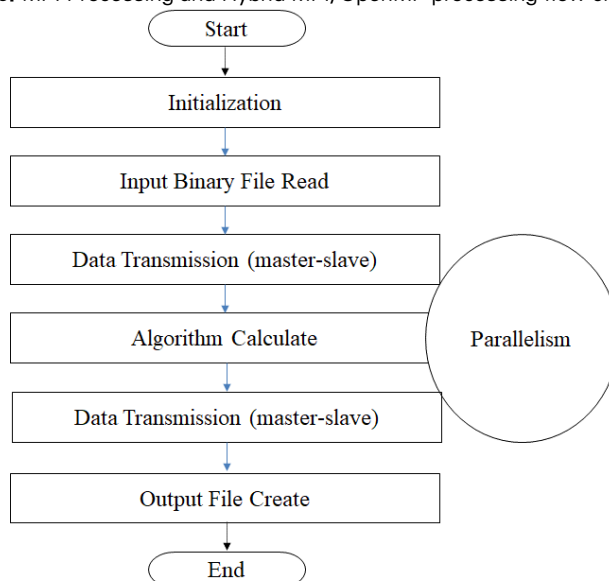 Start
Initialization
Input Binary File Read
Data Transmission (master-slave)
Algorithm Calculate
Parallelism
Data Transmission (master-slave)
Output File Create
End